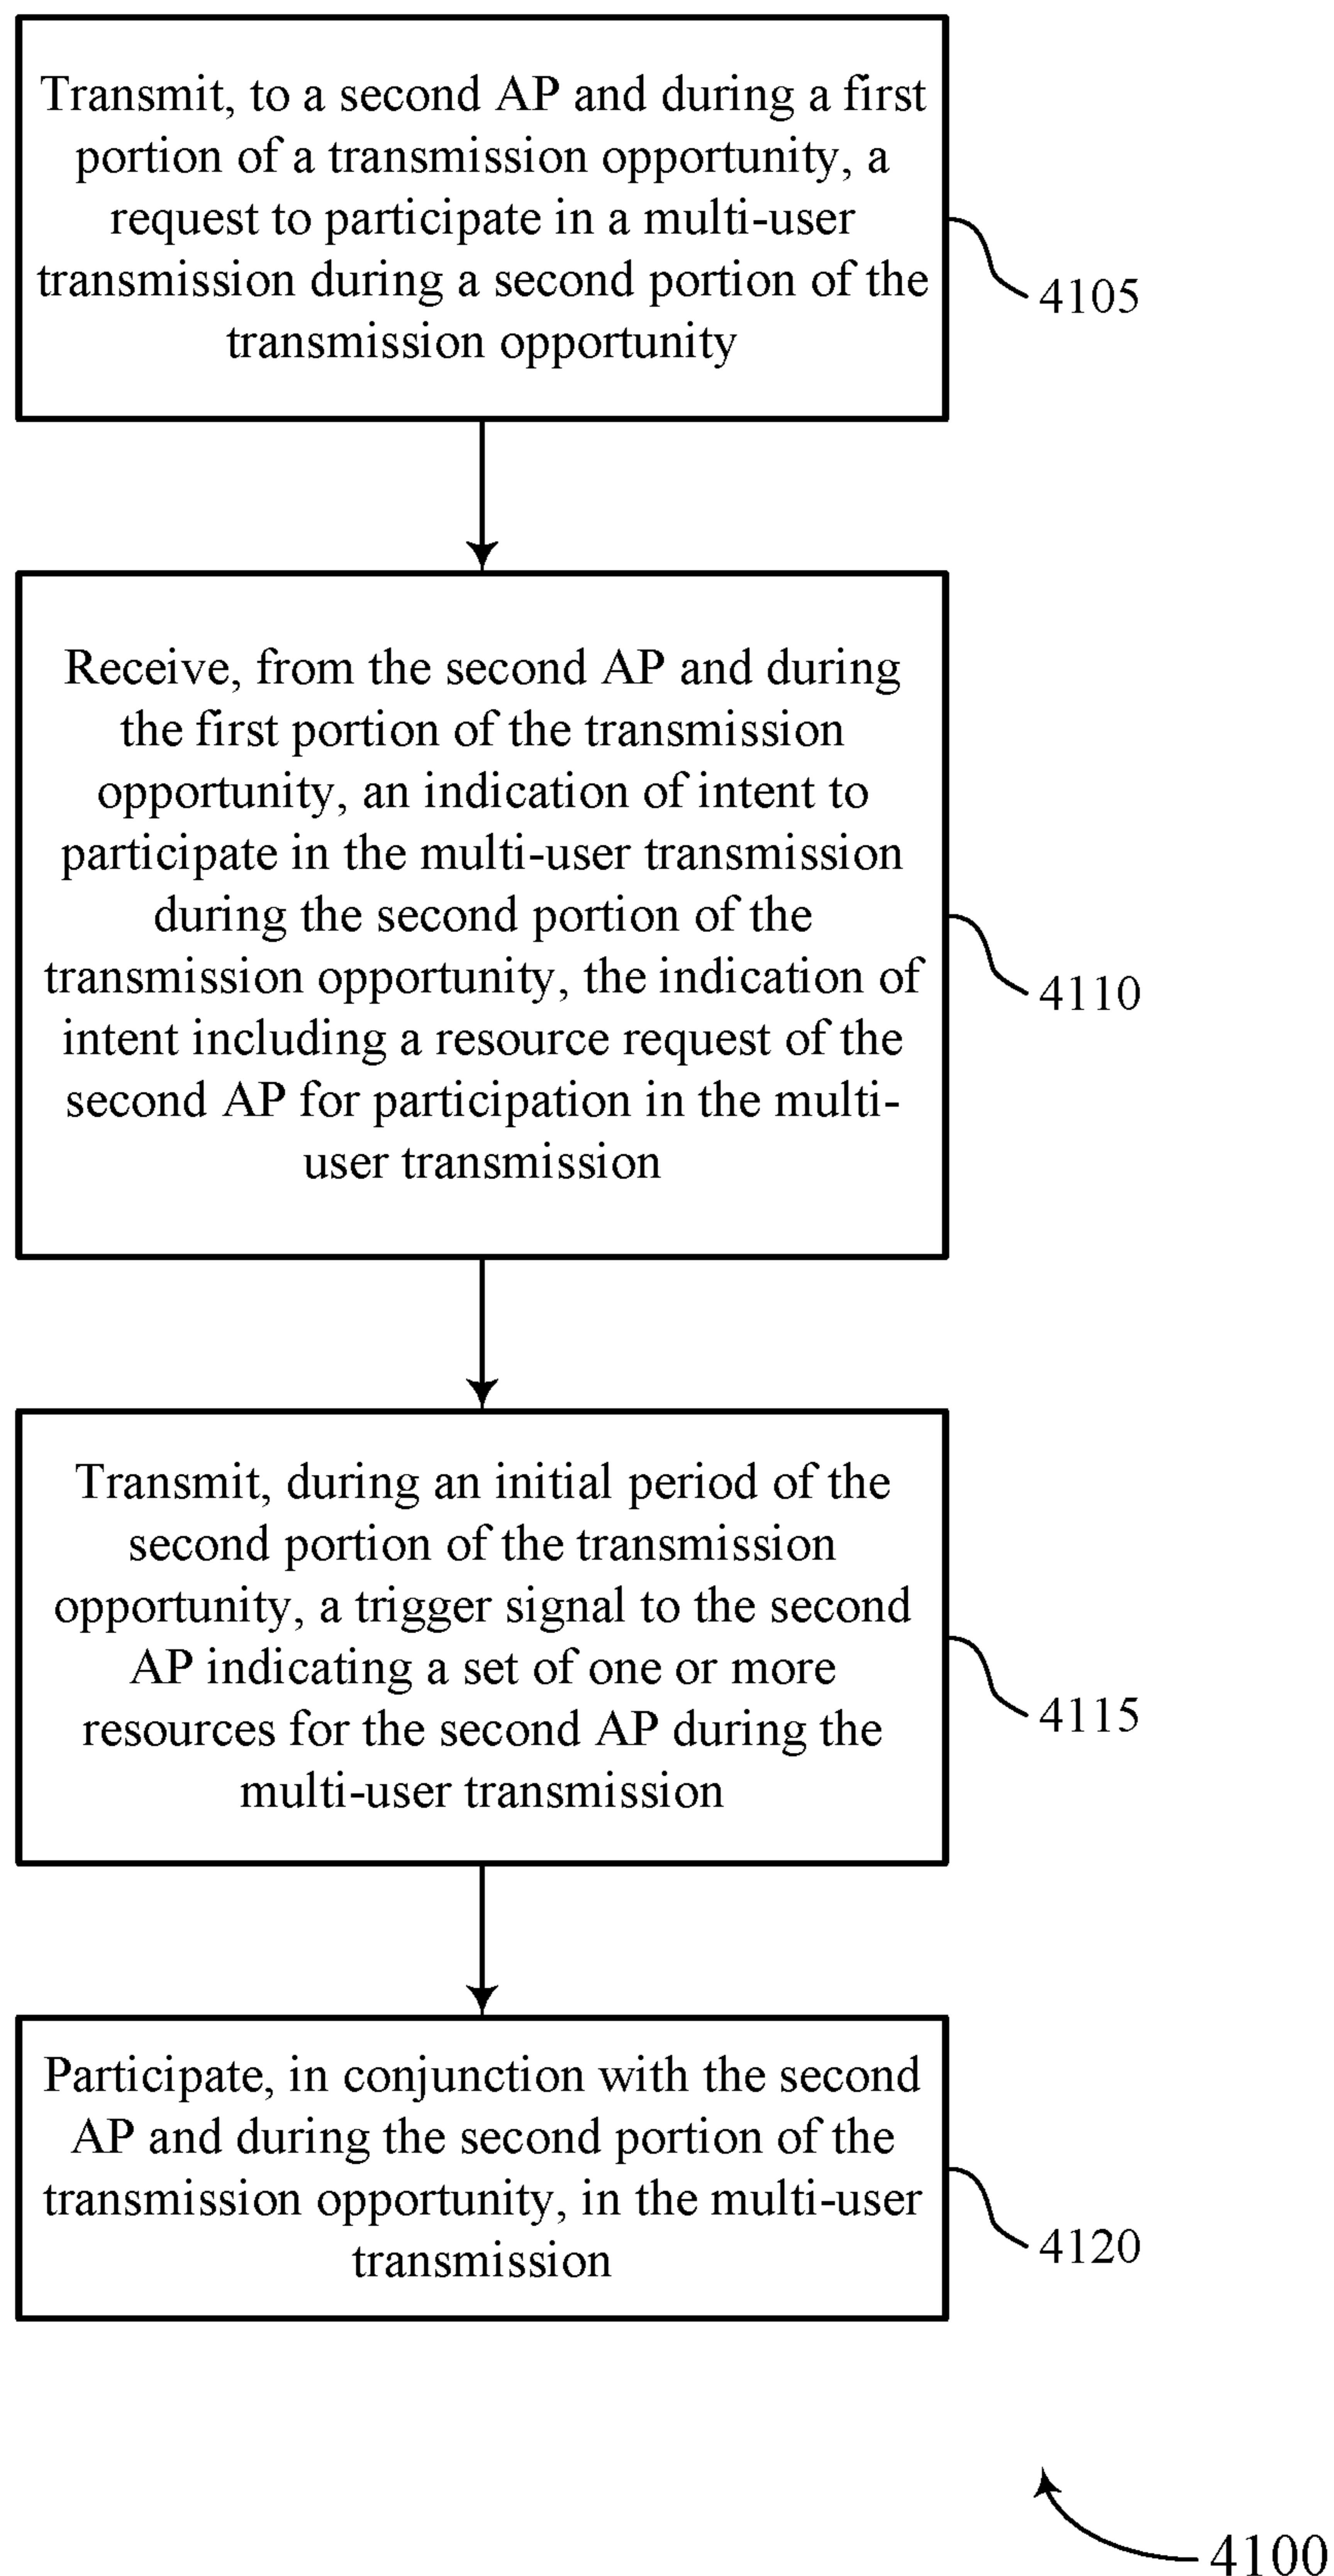 Transmit, to a second AP and during a first
portion of a transmission opportunity, a
request to participate in a multi-user
transmission during a second portion of the
transmission opportunity
4105
Receive, from the second AP and during
the first portion of the transmission
opportunity, an indication of intent to
participate in the multi-user transmission
during the second portion of the
transmission opportunity, the indication of
intent including a resource request of the
second AP for participation in the multi-
user transmission
4110
Transmit, during an initial period of the
second portion of the transmission
opportunity, a trigger signal to the second
AP indicating a set of one or more
resources for the second AP during the
multi-user transmission
4115
Participate, in conjunction with the second
AP and during the second portion of the
transmission opportunity, in the multi-user
transmission
4120
4100